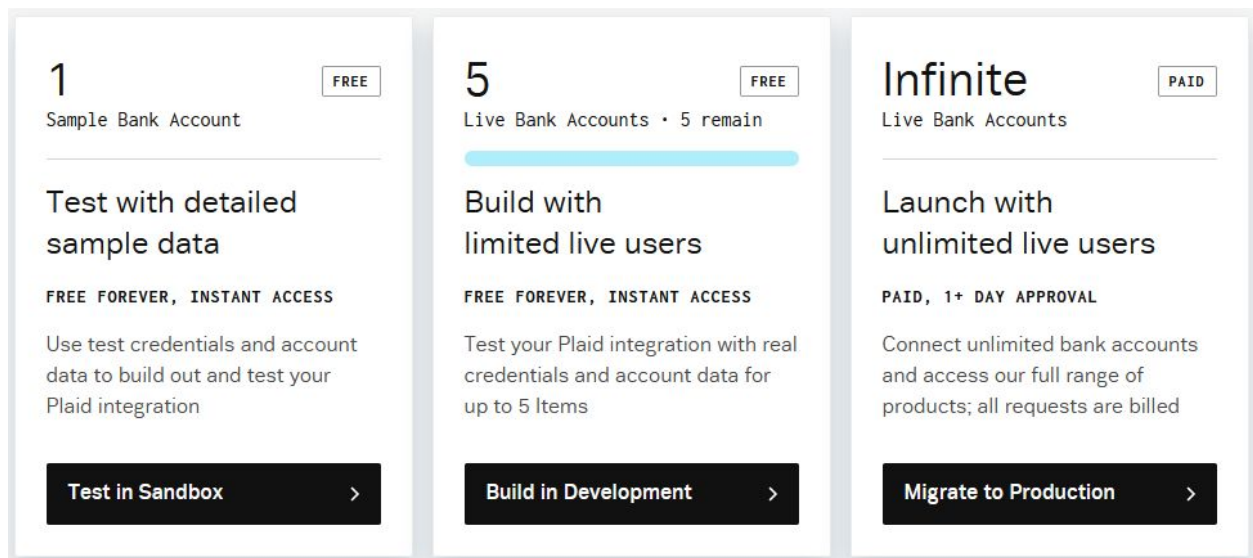 1
FREE
Sample Bank Account
Test with detailed
sample data
FREE FOREVER, INSTANT ACCESS
Use test credentials and account
data to build out and test your
Plaid integration
Test in Sandbox
5
FREE
Live Bank Accounts · 5 remain
Build with
limited live users
FREE FOREVER, INSTANT ACCESS
Test your Plaid integration with real
credentials and account data for
up to 5 Items
Build in Development
Infinite
PAID
Live Bank Accounts
Launch with
unlimited live users
PAID, 1+ DAY APPROVAL
Connect unlimited bank accounts
and access our full range of
products; all requests are billed
Migrate to Production